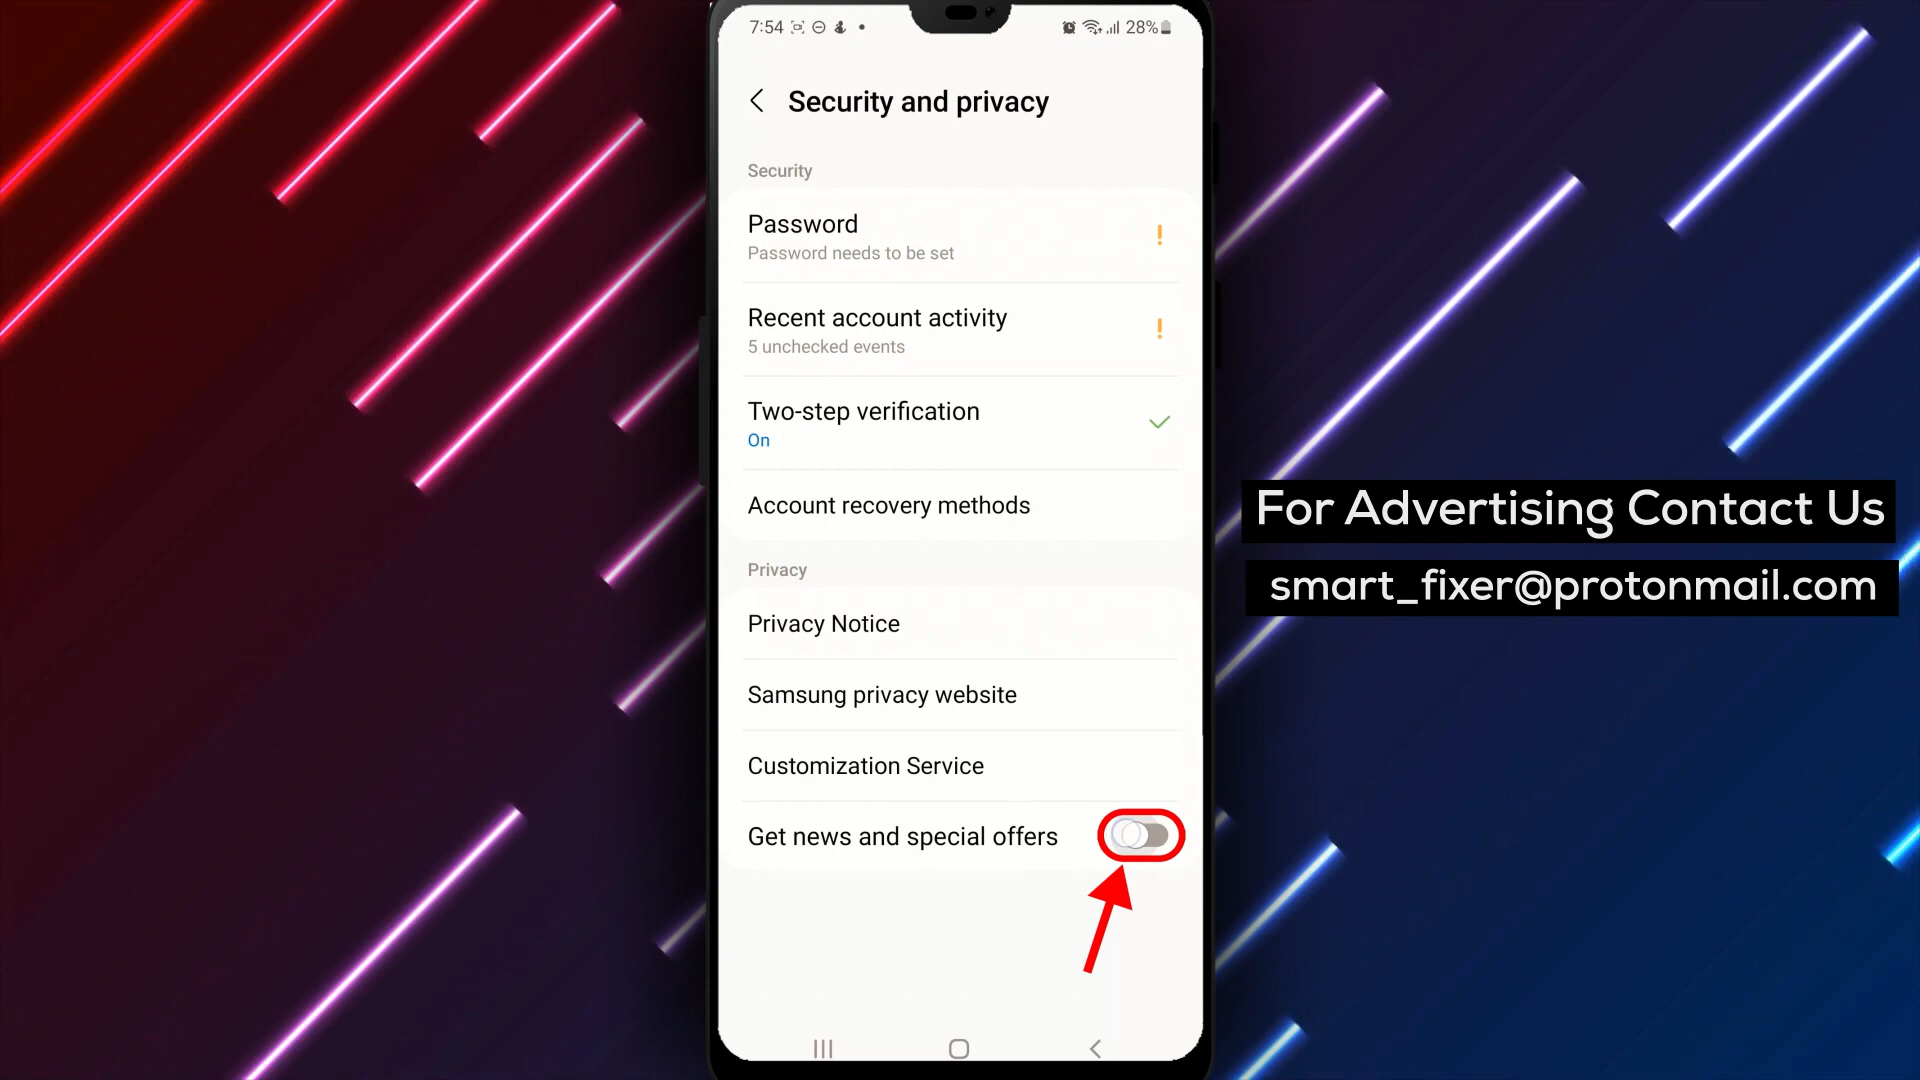 7:54
28%
Security and privacy
Security
Password
Password needs to be set
Recent account activity
5 unchecked events
Two-step verification
On
Account recovery methods
Privacy
Privacy Notice
Samsung privacy website
Customization Service
Get news and special offers
For Advertising Contact Us
smart_fixer@protonmail.com